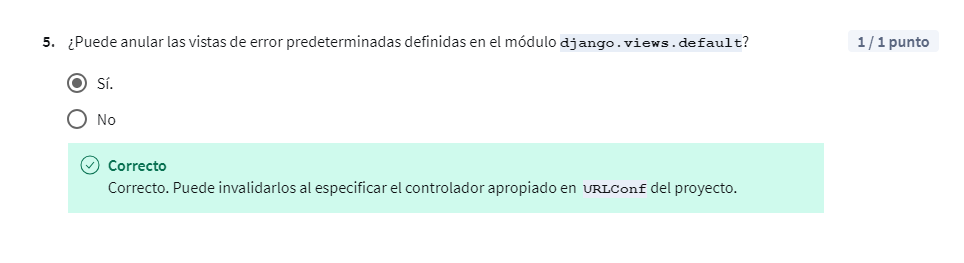 5. ¿Puede anular las vistas de error predeterminadas definidas en el módulo django.views.default? 1 / 1 punto
Sí.
No
Correcto
Correcto. Puede invalidarlos al especificar el controlador apropiado en URLConf del proyecto.